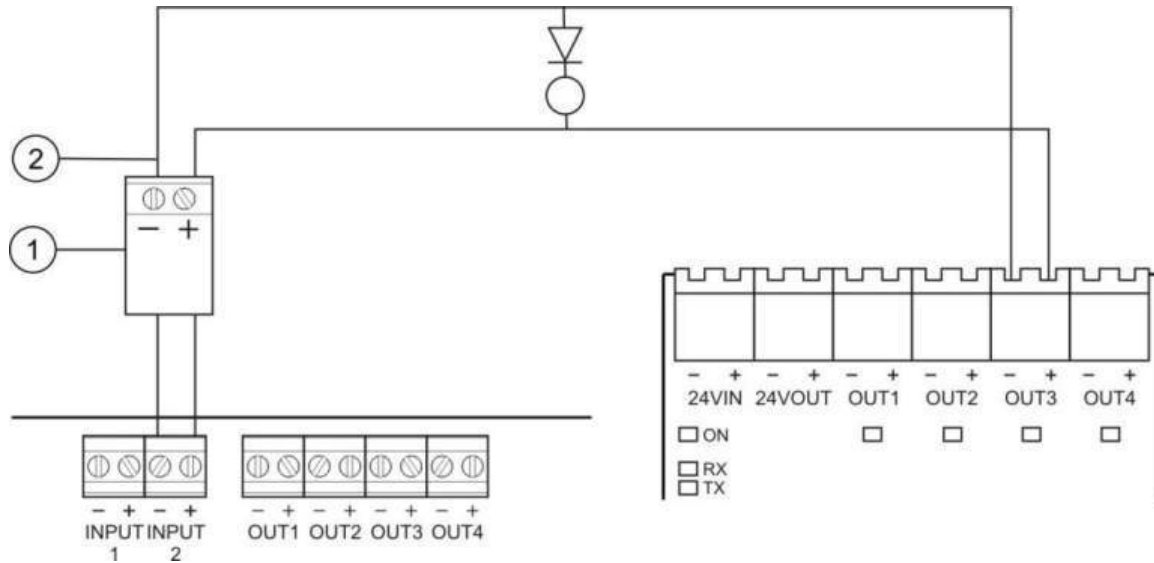 2
1
− +
− + − + − + − + − + − +
24VIN 24VOUT OUT1 OUT2 OUT3 OUT4
ON
RX
TX
− + − + − + − + − + − +
INPUT INPUT OUT1 OUT2 OUT3 OUT4
1 2